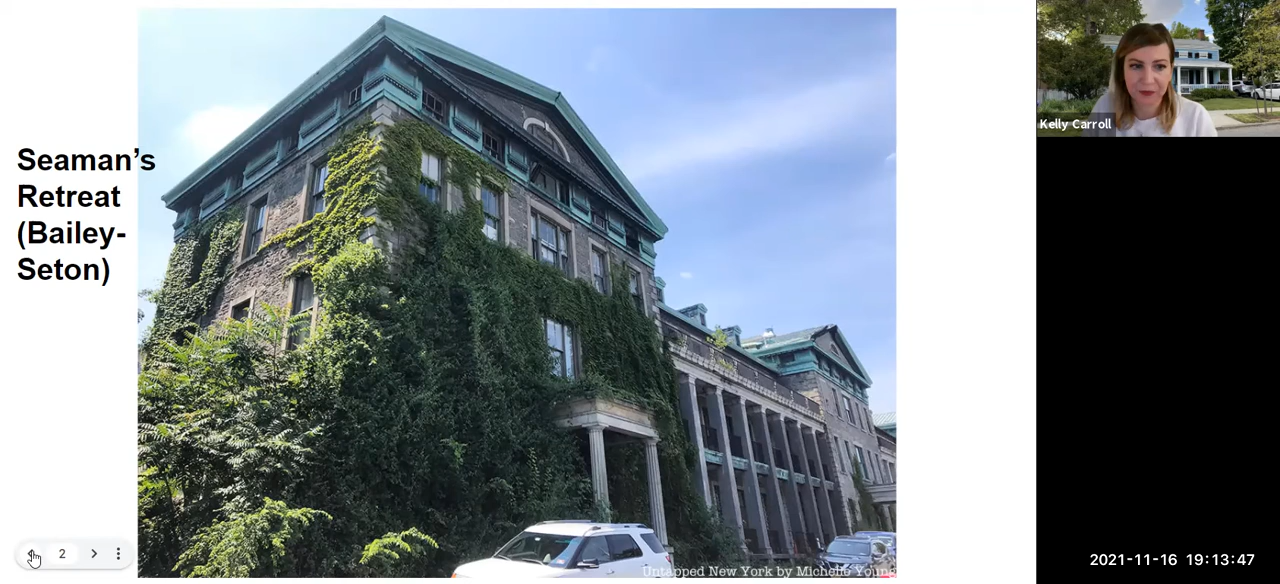 Seaman's
Retreat
(Bailey-
Seton)
Kelly Carroll
2
Untapped New York by Michelle Young
2021-11-16 19:13:47